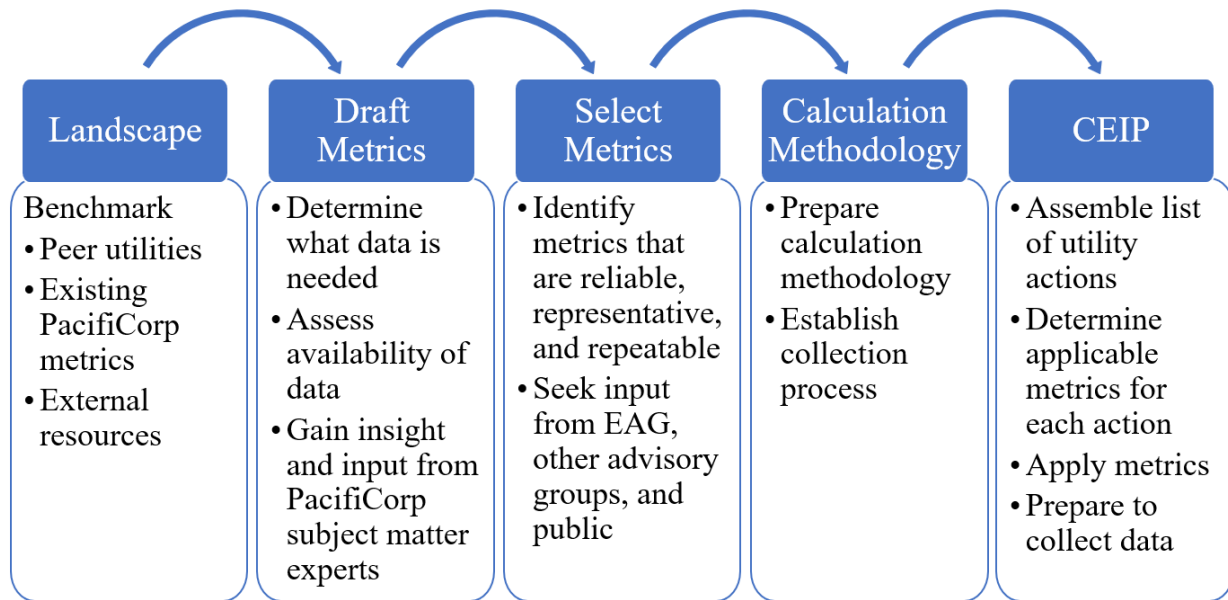 Landscape
Benchmark
• Peer utilities
• Existing
PacifiCorp
metrics
• External
resources
Draft
Metrics
• Determine
what data is
needed
• Assess
availability of
data
• Gain insight
and input from
PacifiCorp
subject matter
experts
Select
Metrics
• Identify
metrics that
are reliable,
representative,
and repeatable
• Seek input
from EAG,
other advisory
groups, and
public
Calculation
Methodology
• Prepare
calculation
methodology
• Establish
collection
process
CEIP
• Assemble list
of utility
actions
• Determine
applicable
metrics for
each action
• Apply metrics
• Prepare to
collect data